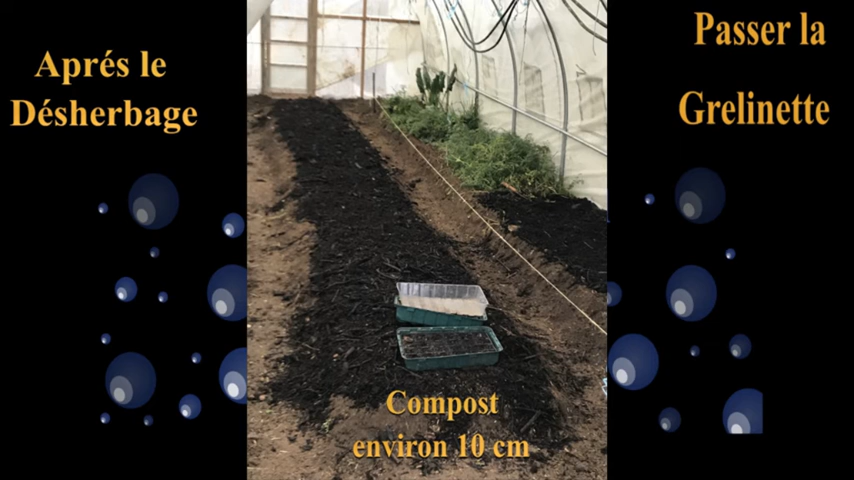 Aprés le
Désherbage
Passer la
Grelinette
Compost
environ 10 cm